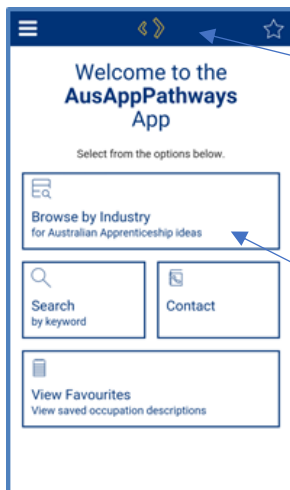 Welcome to the
AusAppPathways
App
Select from the options below.
Browse by Industry
for Australian Apprenticeship ideas
Search
by keyword
Contact
View Favourites
View saved occupation descriptions